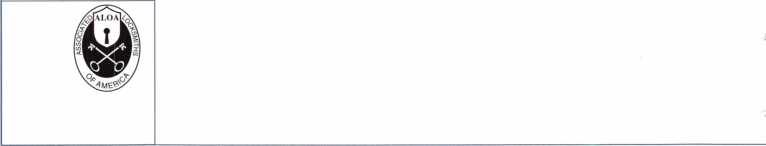 ALOA
ASSOCIATED LOCKSMITHS
OF AMERICA